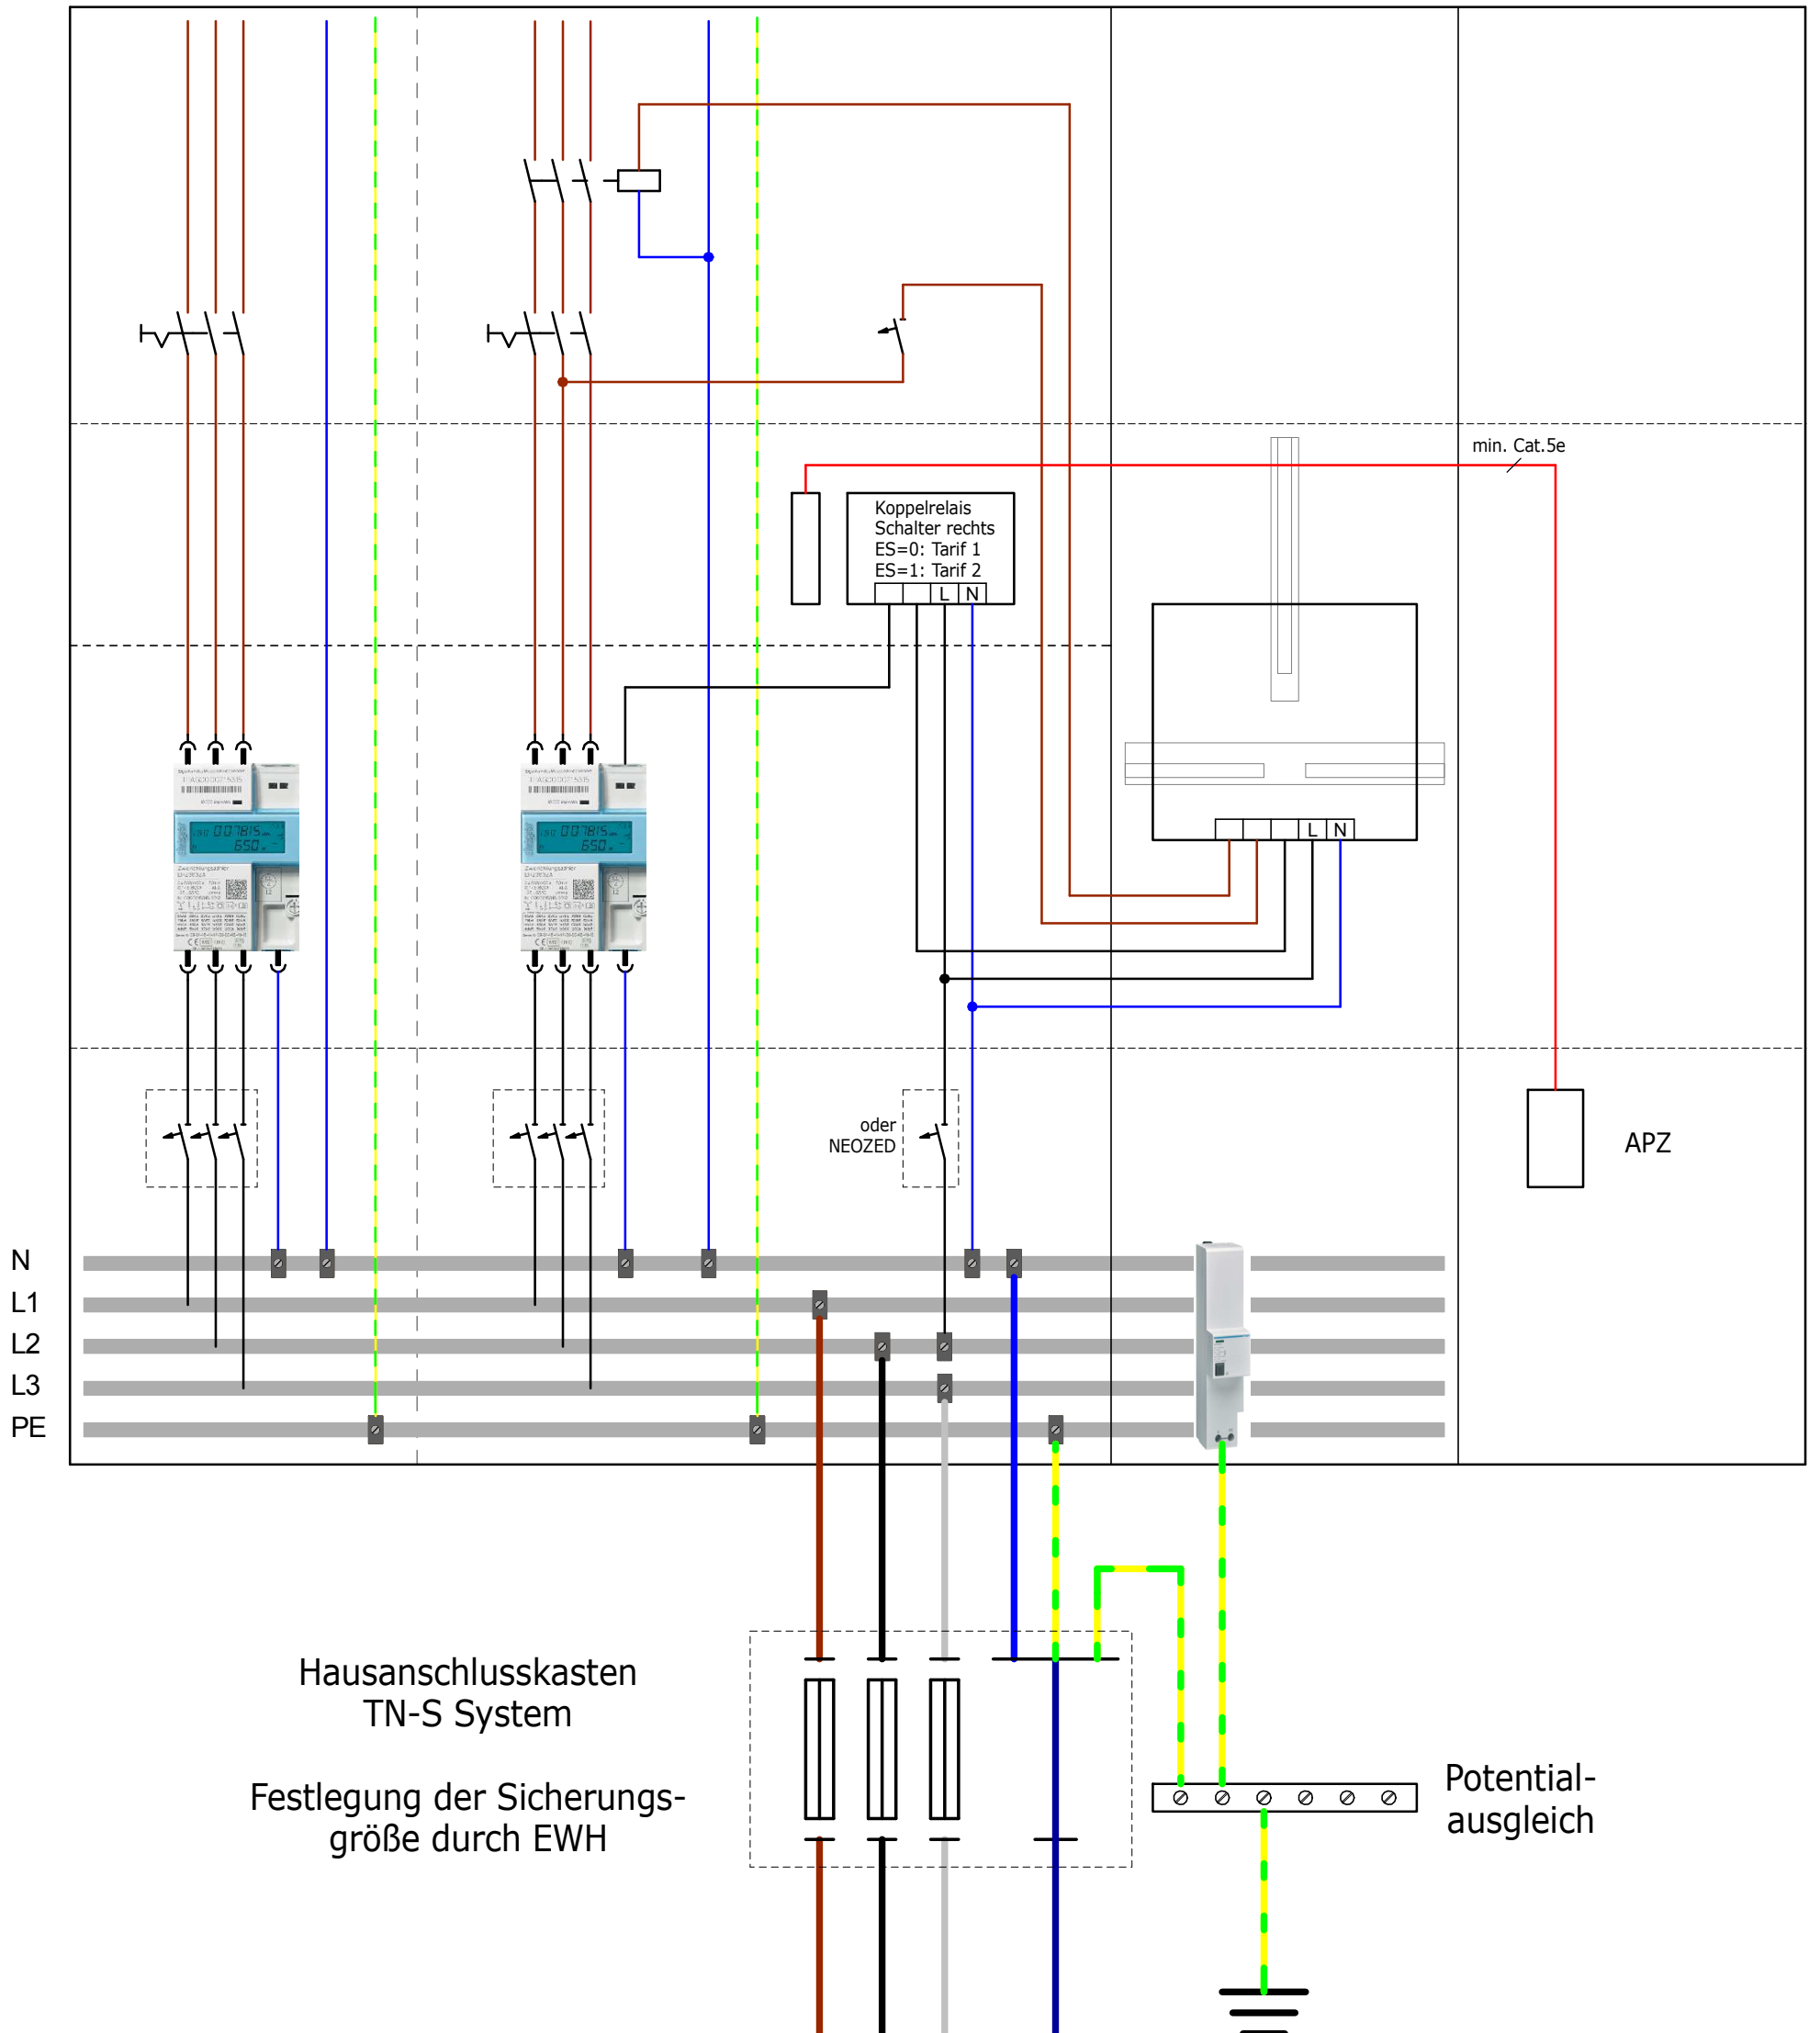 min. Cat.5e
Koppelrelais
Schalter rechts
ES=0: Tarif 1
ES=1: Tarif 2
L N
L N
oder
NEOZED
APZ
N
L1
L2
L3
PE
Hausanschlusskasten
TN-S System
Festlegung der Sicherungs-
größe durch EWH
Potential-
ausgleich